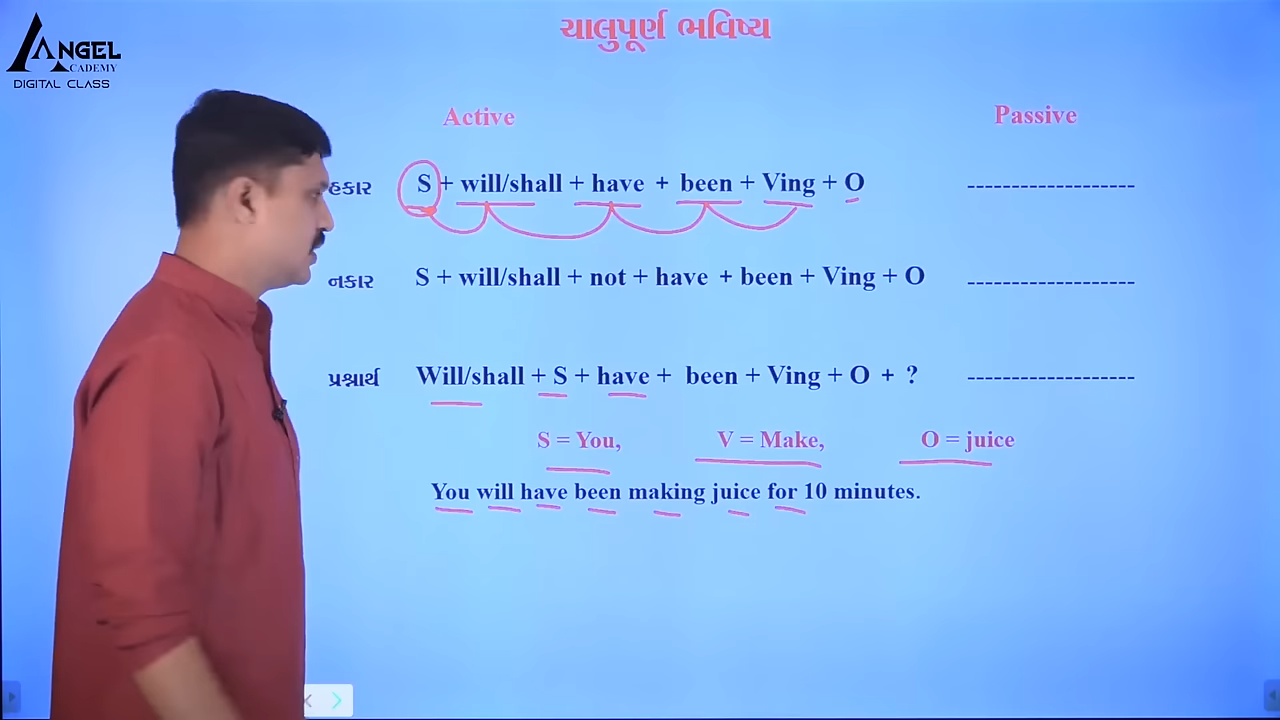 ANGEL
ACADEMY
DIGITAL CLASS
ચાલુપૂર્ણ ભવિષ્ય
Active Passive
હકાર S + will/shall + have + been + Ving + O -------------------
નકાર S + will/shall + not + have + been + Ving + O -------------------
પ્રશ્નાર્થ Will/shall + S + have + been + Ving + O + ? -------------------
S = You, V = Make, O = juice
You will have been making juice for 10 minutes.